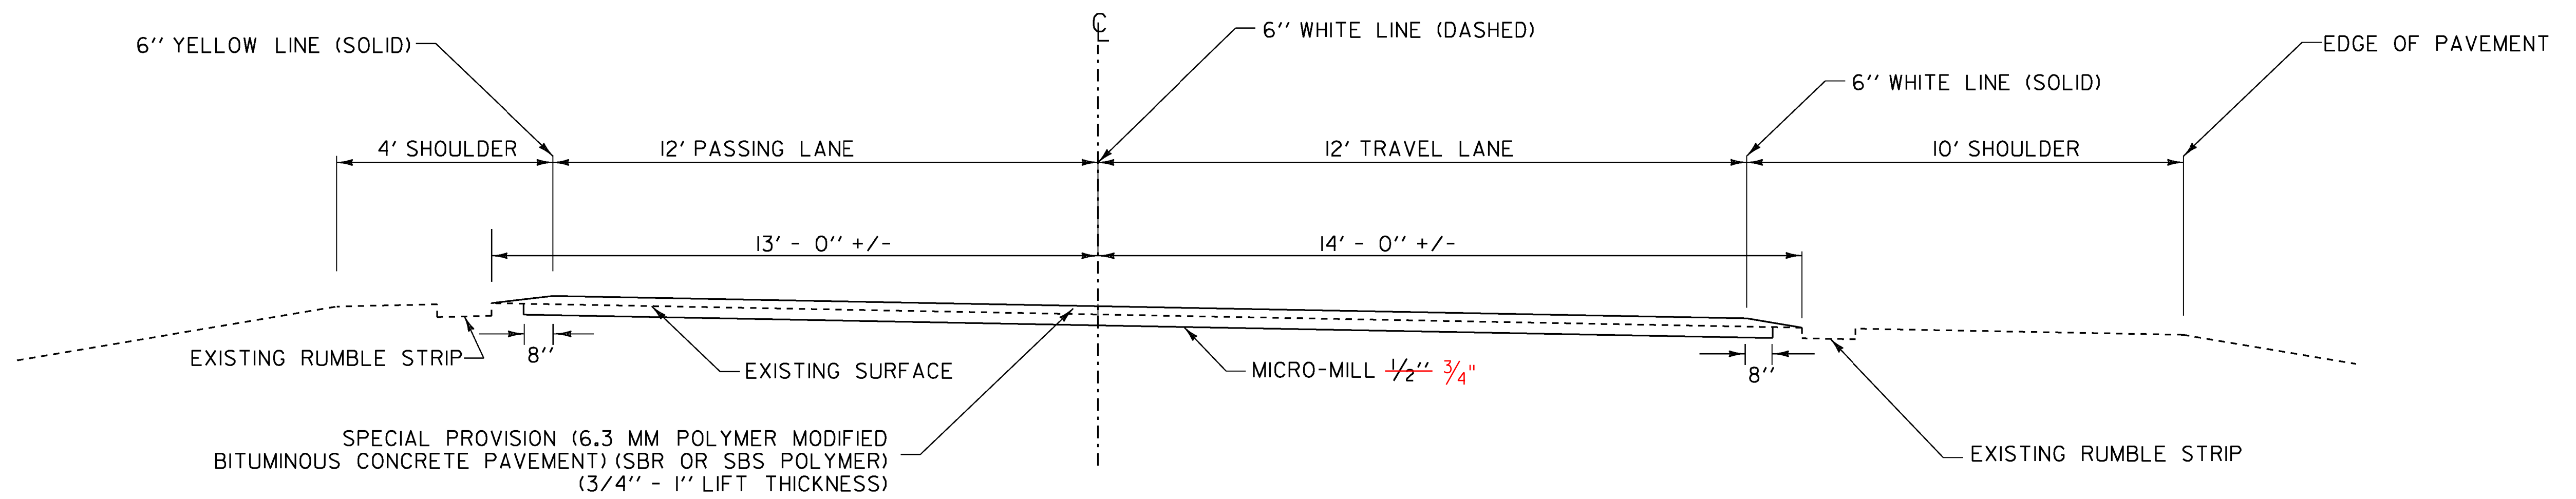 ℄
6'' WHITE LINE (DASHED)
6'' YELLOW LINE (SOLID)
EDGE OF PAVEMENT
6'' WHITE LINE (SOLID)
4' SHOULDER
12' PASSING LANE
12' TRAVEL LANE
10' SHOULDER
13' - 0'' +/-
14' - 0'' +/-
EXISTING RUMBLE STRIP
8''
EXISTING SURFACE
MICRO-MILL 1/2'' 3/4"
8''
SPECIAL PROVISION (6.3 MM POLYMER MODIFIED
BITUMINOUS CONCRETE PAVEMENT) (SBR OR SBS POLYMER)
(3/4'' - 1'' LIFT THICKNESS)
EXISTING RUMBLE STRIP